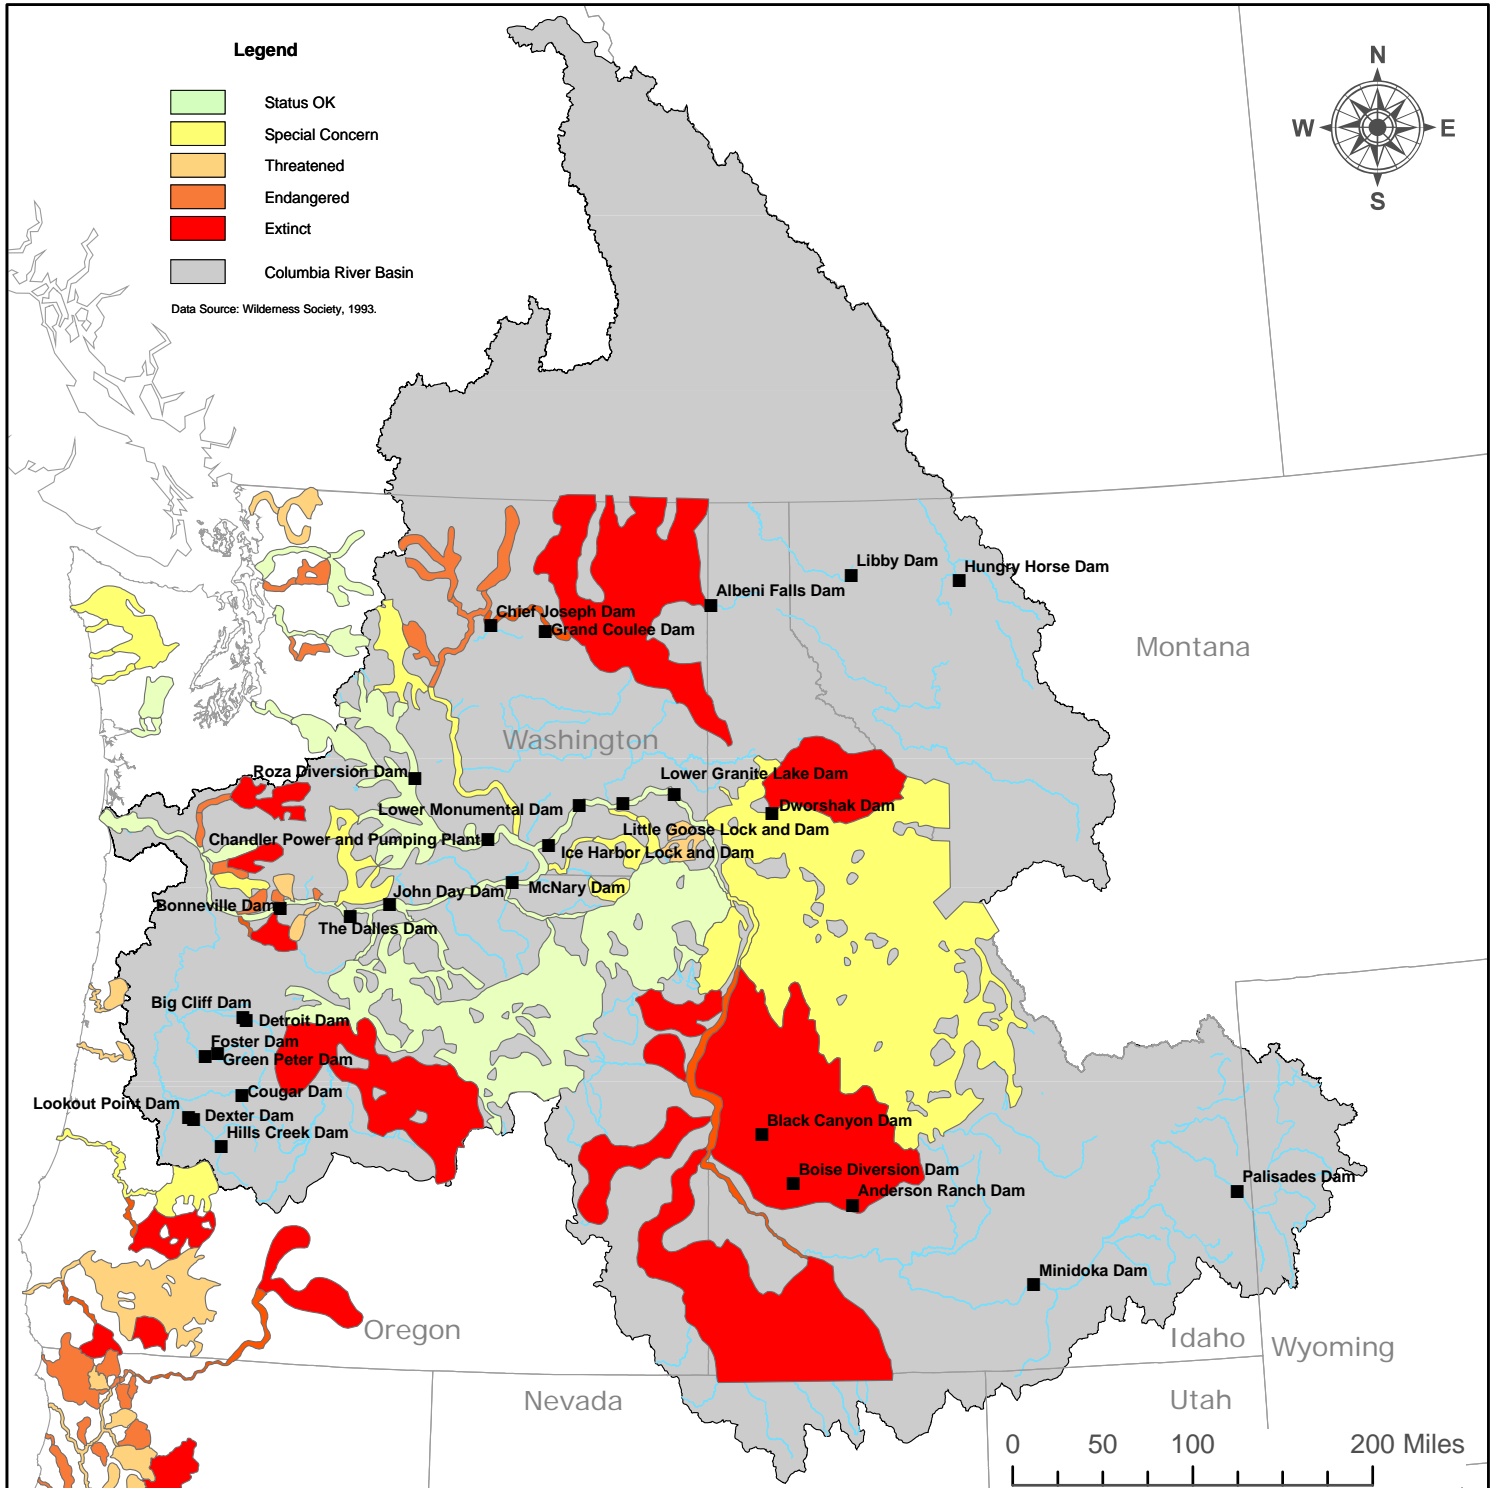 Legend
Status OK
Special Concern
Threatened
Endangered
Extinct
Columbia River Basin
Data Source: Wilderness Society, 1993.
N
W
E
S
Libby Dam
Hungry Horse Dam
Albeni Falls Dam
Chief Joseph Dam
Grand Coulee Dam
Montana
Washington
Roza Diversion Dam
Lower Granite Lake Dam
Lower Monumental Dam
Dworshak Dam
Little Goose Lock and Dam
Chandler Power and Pumping Plant
Ice Harbor Lock and Dam
John Day Dam
McNary Dam
Bonneville Dam
The Dalles Dam
Big Cliff Dam
Detroit Dam
Foster Dam
Green Peter Dam
Cougar Dam
Lookout Point Dam
Dexter Dam
Hills Creek Dam
Black Canyon Dam
Boise Diversion Dam
Anderson Ranch Dam
Palisades Dam
Minidoka Dam
Oregon
Idaho
Wyoming
Nevada
Utah
0 50 100 200 Miles